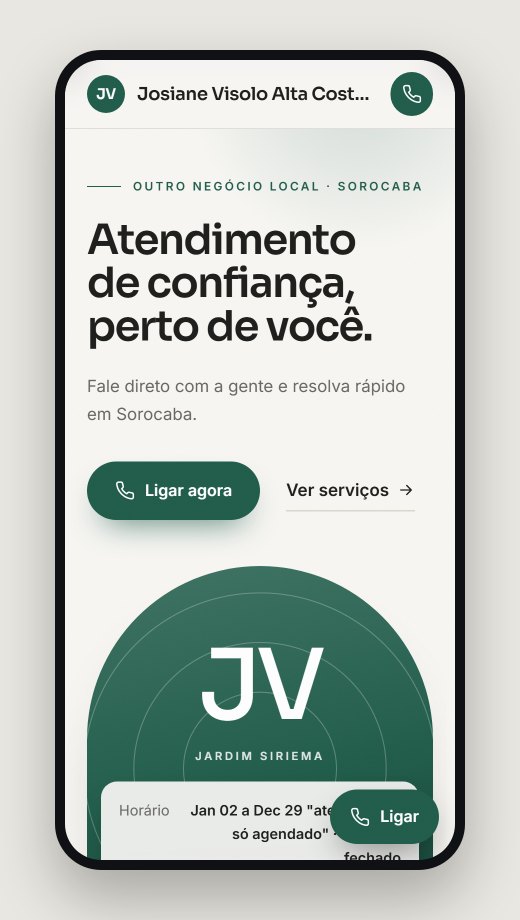 JV
Josiane Visolo Alta Cost...
OUTRO NEGÓCIO LOCAL · SOROCABA
Atendimento
de confiança,
perto de você.
Fale direto com a gente e resolva rápido
em Sorocaba.
Ligar agora
Ver serviços →
JV
JARDIM SIRIEMA
Horário
Jan 02 a Dec 29 "ate
só agendado"
fechado
Ligar